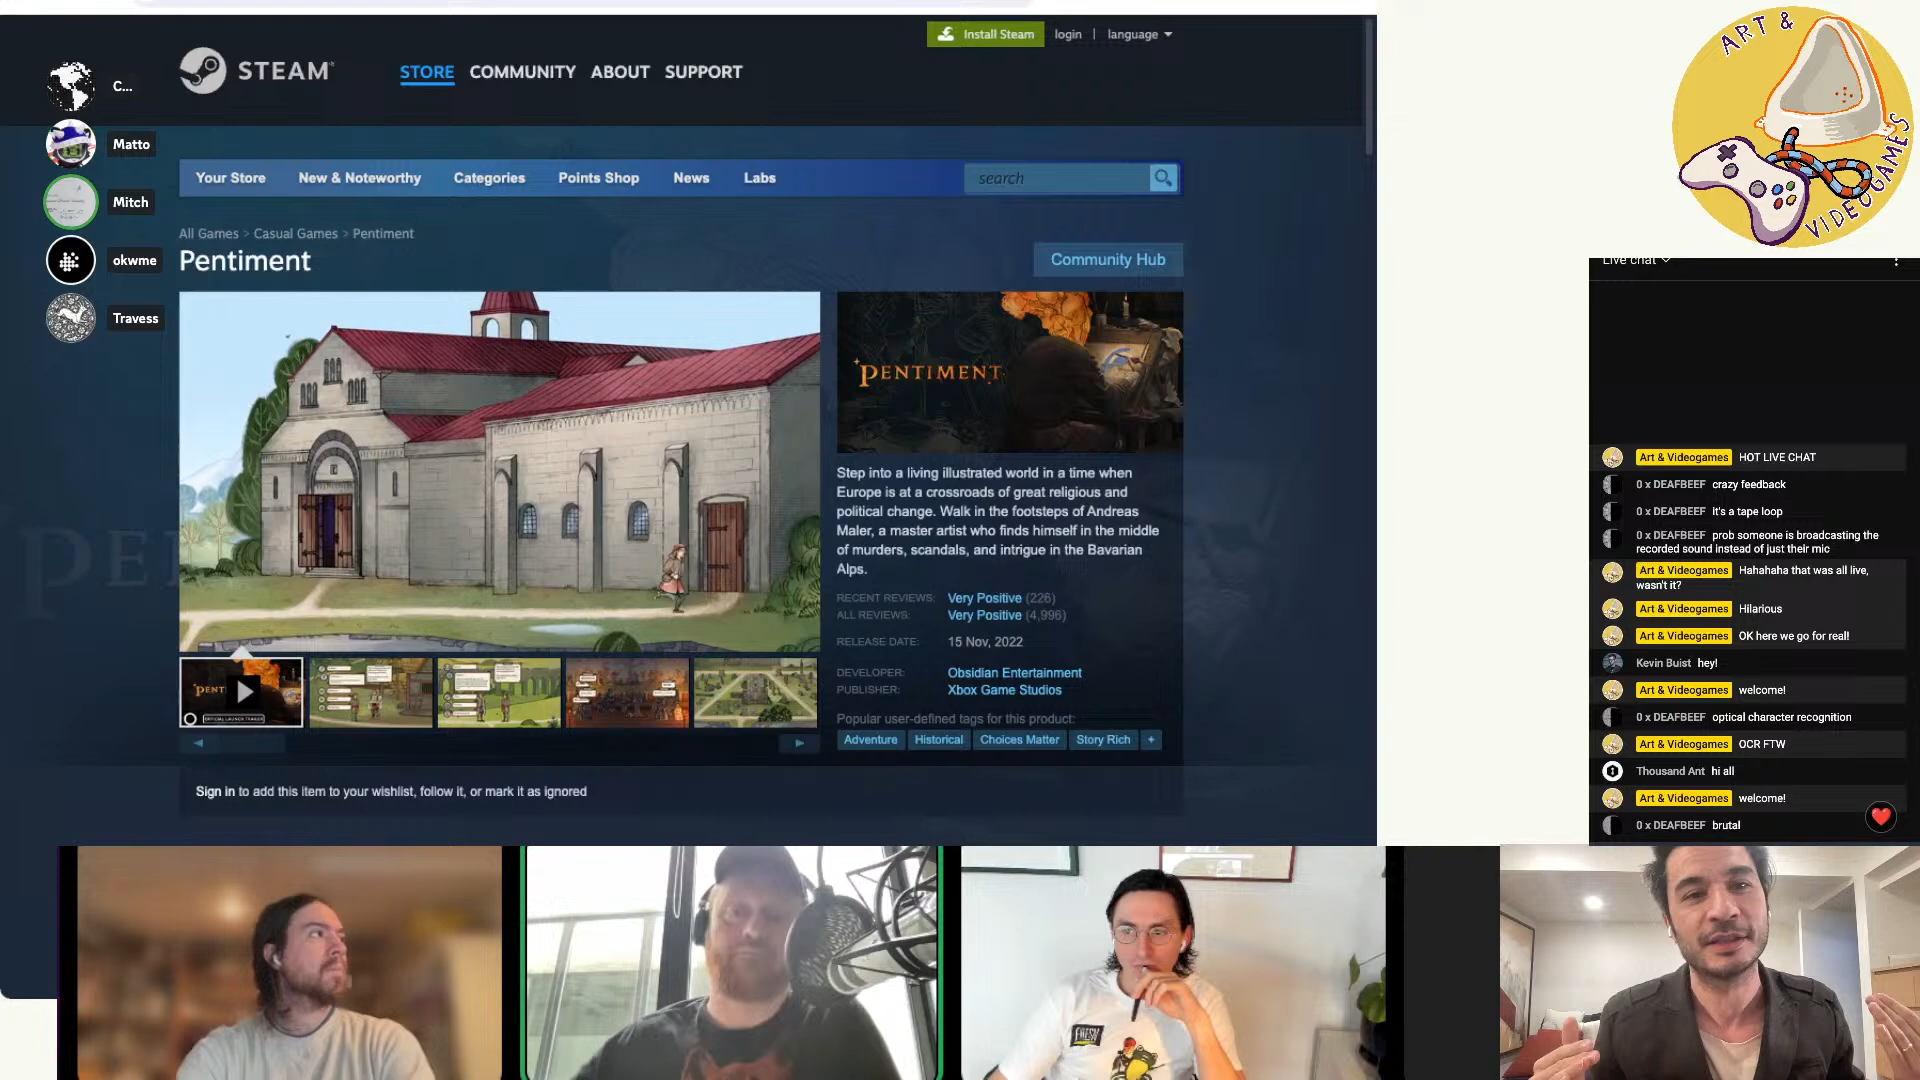 Install Steam
login
language
STEAM
STORE COMMUNITY ABOUT SUPPORT
C...
Matto
Mitch
okwme
Travess
Your Store New & Noteworthy Categories Points Shop News Labs
search
All Games > Casual Games > Pentiment
Pentiment
Community Hub
PENTIMENT
Step into a living illustrated world in a time when
Europe is at a crossroads of great religious and
political change. Walk in the footsteps of Andreas
Maler, a master artist who finds himself in the middle
of murders, scandals, and intrigue in the Bavarian
Alps.
RECENT REVIEWS: Very Positive (226)
ALL REVIEWS: Very Positive (4,996)
RELEASE DATE: 15 Nov, 2022
DEVELOPER: Obsidian Entertainment
PUBLISHER: Xbox Game Studios
Popular user-defined tags for this product:
Adventure Historical Choices Matter Story Rich +
PENT
OFFICIAL LAUNCH TRAILER
Sign in to add this item to your wishlist, follow it, or mark it as ignored
ART & VIDEOGAMES
Live chat
Art & Videogames HOT LIVE CHAT
0 x DEAFBEEF crazy feedback
0 x DEAFBEEF it's a tape loop
0 x DEAFBEEF prob someone is broadcasting the
recorded sound instead of just their mic
Art & Videogames Hahahaha that was all live,
wasn't it?
Art & Videogames Hilarious
Art & Videogames OK here we go for real!
Kevin Buist hey!
Art & Videogames welcome!
0 x DEAFBEEF optical character recognition
Art & Videogames OCR FTW
Thousand Ant hi all
Art & Videogames welcome!
0 x DEAFBEEF brutal